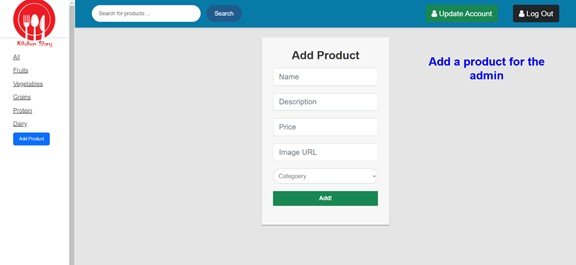 Search for products ...
Search
Update Account
Log Out
Kitchen Story
All
Fruits
Vegetables
Grains
Protein
Dairy
Add Product
Add Product
Name
Description
Price
Image URL
Categoery
Add!
Add a product for the
admin